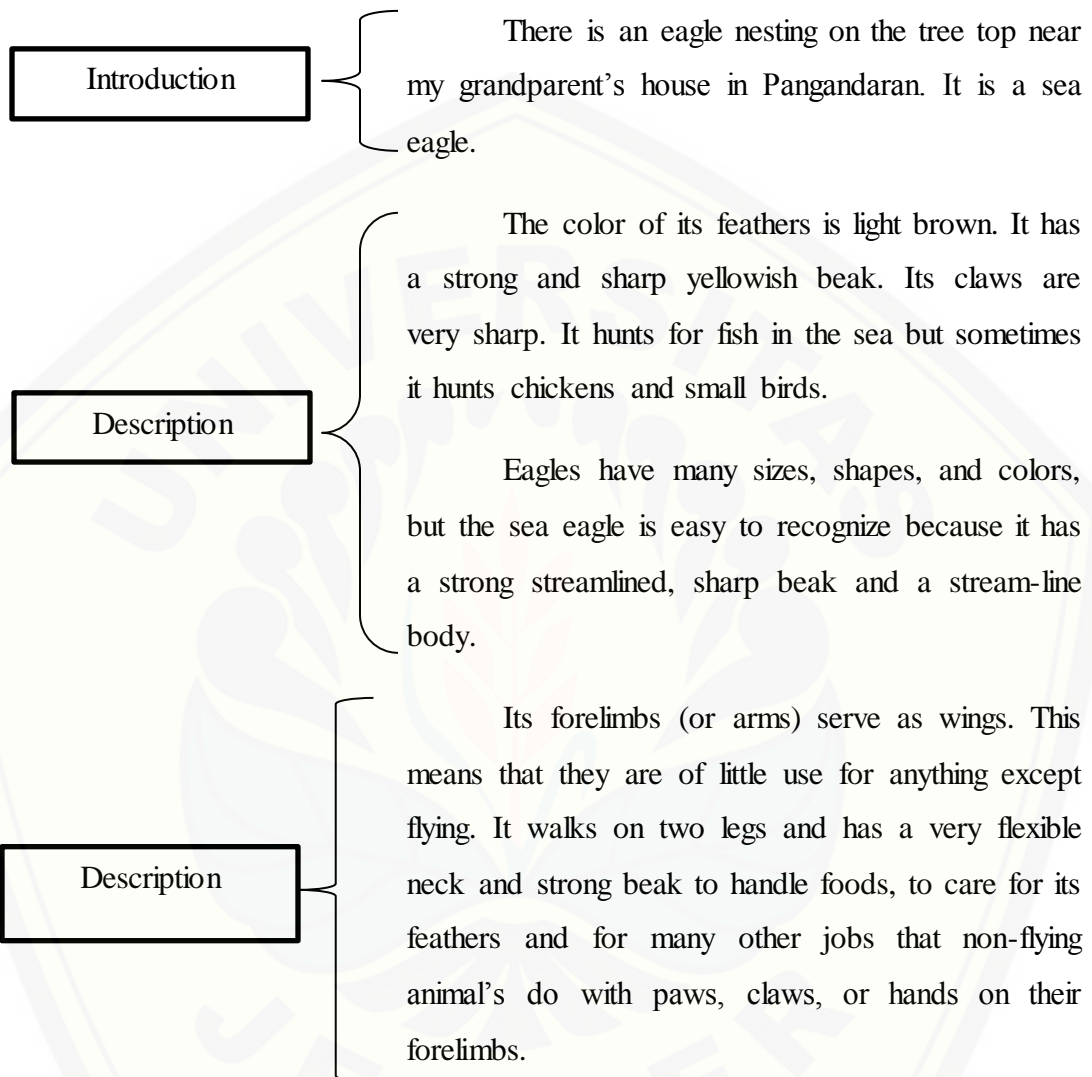 Introduction
There is an eagle nesting on the tree top near
my grandparent's house in Pangandaran. It is a sea
eagle.
Description
The color of its feathers is light brown. It has
a strong and sharp yellowish beak. Its claws are
very sharp. It hunts for fish in the sea but sometimes
it hunts chickens and small birds.
Eagles have many sizes, shapes, and colors,
but the sea eagle is easy to recognize because it has
a strong streamlined, sharp beak and a stream-line
body.
Description
Its forelimbs (or arms) serve as wings. This
means that they are of little use for anything except
flying. It walks on two legs and has a very flexible
neck and strong beak to handle foods, to care for its
feathers and for many other jobs that non-flying
animal's do with paws, claws, or hands on their
forelimbs.
UNIVERSITAS